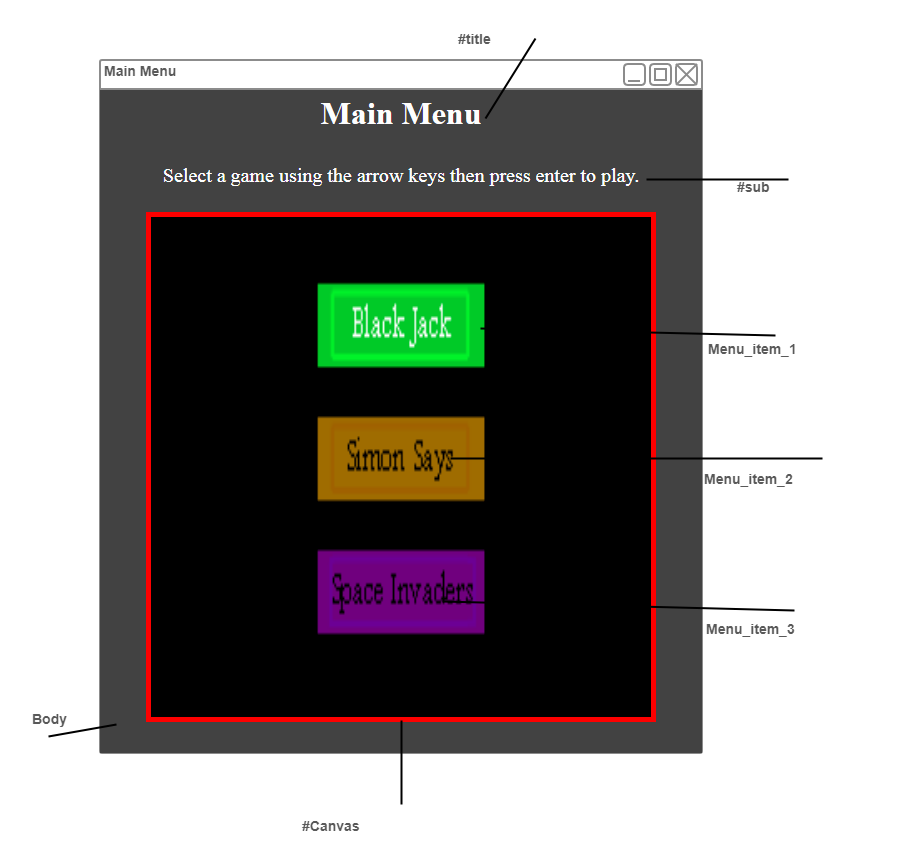 #title
Main Menu
Main Menu
Select a game using the arrow keys then press enter to play.
#sub
Black Jack
Menu_item_1
Simon Says
Menu_item_2
Space Invaders
Menu_item_3
Body
#Canvas